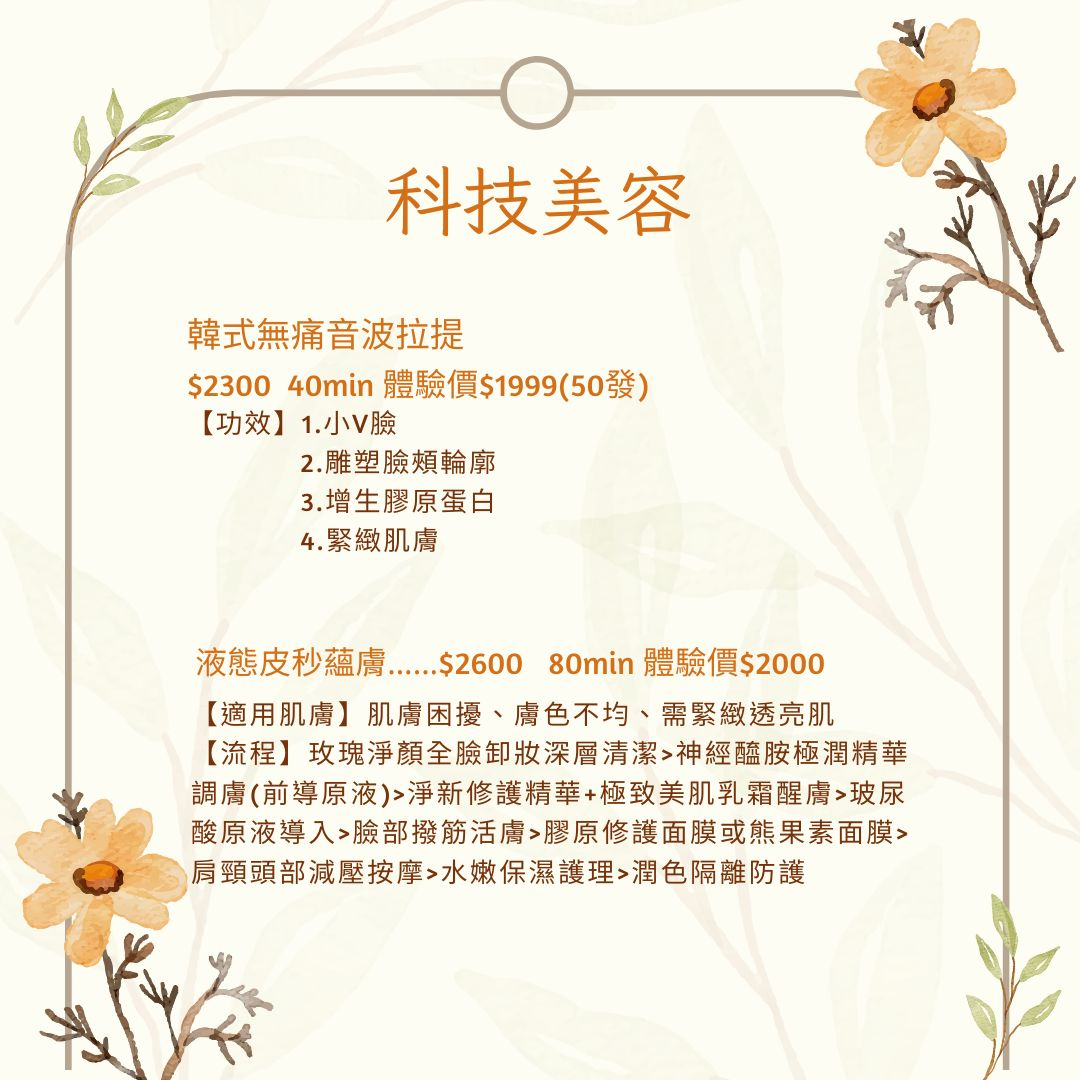 科技美容
韓式無痛音波拉提
$2300 40min 體驗價$1999(50發)
【功效】1.小V臉
2.雕塑臉頰輪廓
3.增生膠原蛋白
4.緊緻肌膚
液態皮秒蘊膚......$2600 80min 體驗價$2000
【適用肌膚】肌膚困擾、膚色不均、需緊緻透亮肌
【流程】玫瑰淨顏全臉卸妝深層清潔>神經醯胺極潤精華
調膚(前導原液)>淨新修護精華+極致美肌乳霜醒膚>玻尿
酸原液導入>臉部撥筋活膚>膠原修護面膜或熊果素面膜>
肩頸頭部減壓按摩>水嫩保濕護理>潤色隔離防護